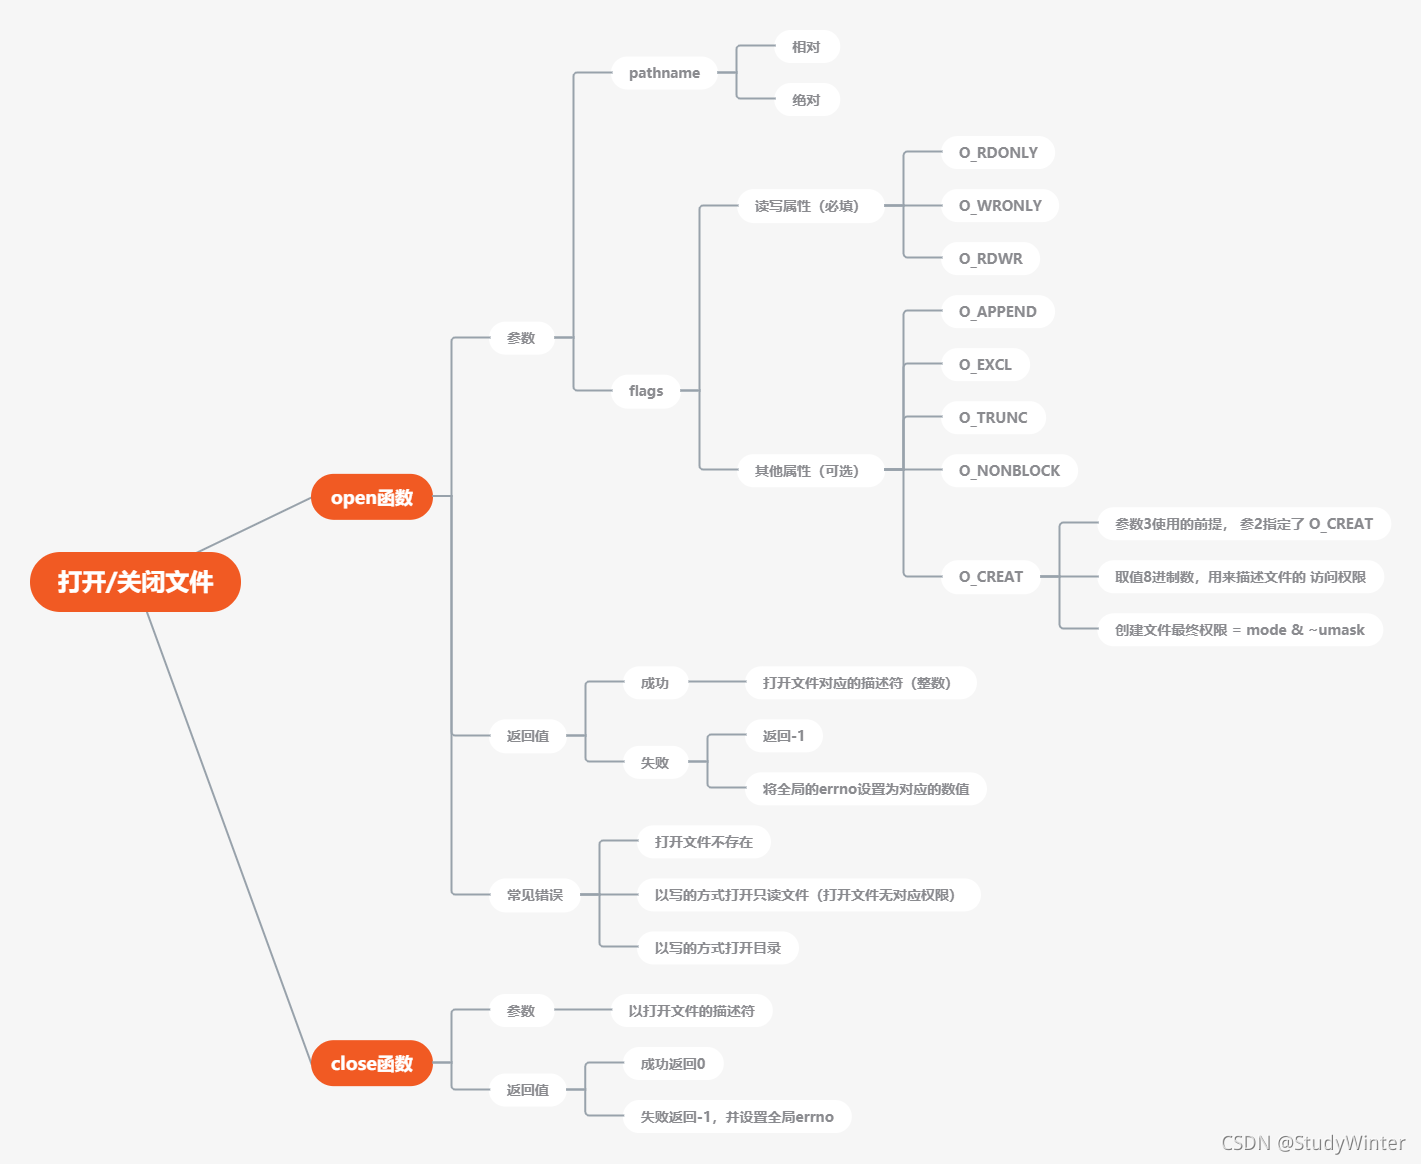 打开/关闭文件
open函数
参数
pathname
相对
绝对
flags
读写属性（必填）
O_RDONLY
O_WRONLY
O_RDWR
其他属性（可选）
O_APPEND
O_EXCL
O_TRUNC
O_NONBLOCK
O_CREAT
参数3使用的前提， 参2指定了 O_CREAT
取值8进制数，用来描述文件的 访问权限
创建文件最终权限 = mode & ~umask
返回值
成功
打开文件对应的描述符（整数）
失败
返回-1
将全局的errno设置为对应的数值
常见错误
打开文件不存在
以写的方式打开只读文件（打开文件无对应权限）
以写的方式打开目录
close函数
参数
以打开文件的描述符
返回值
成功返回0
失败返回-1，并设置全局errno
CSDN @StudyWinter